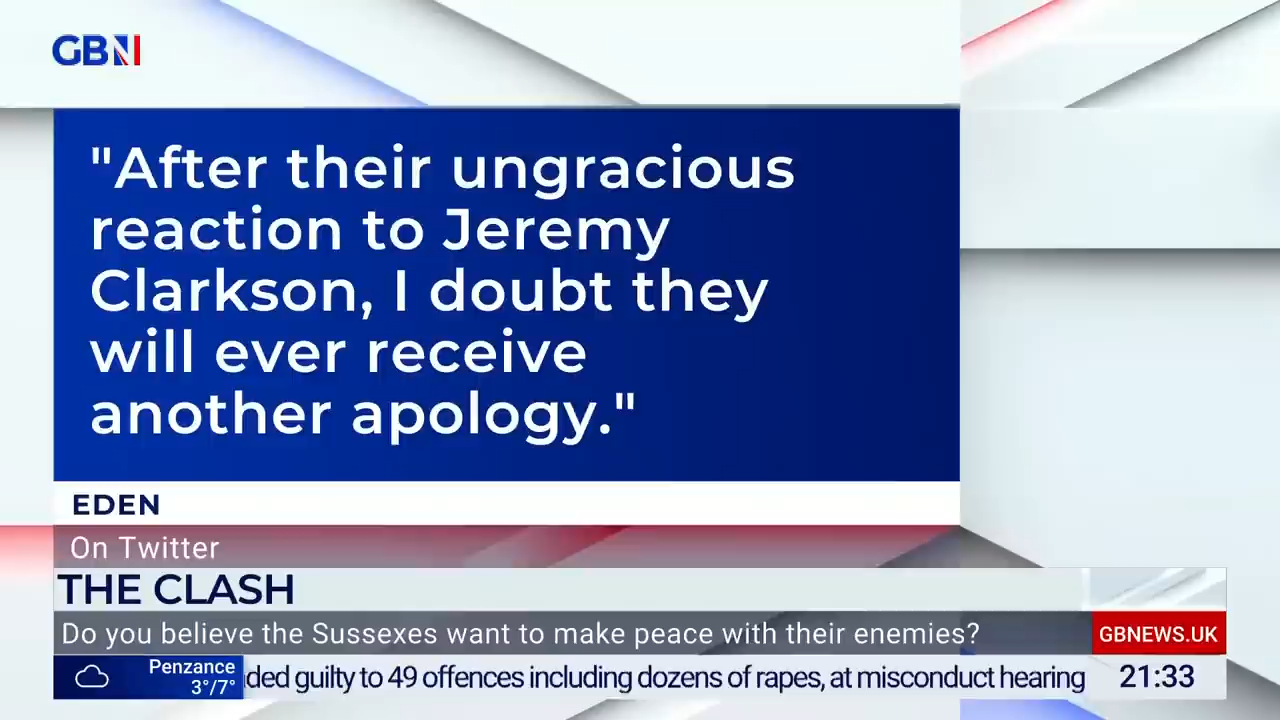 GBN
"After their ungracious
reaction to Jeremy
Clarkson, I doubt they
will ever receive
another apology."
EDEN
On Twitter
THE CLASH
Do you believe the Sussexes want to make peace with their enemies?
GBNEWS.UK
Penzance
3°/7°
ded guilty to 49 offences including dozens of rapes, at misconduct hearing
21:33